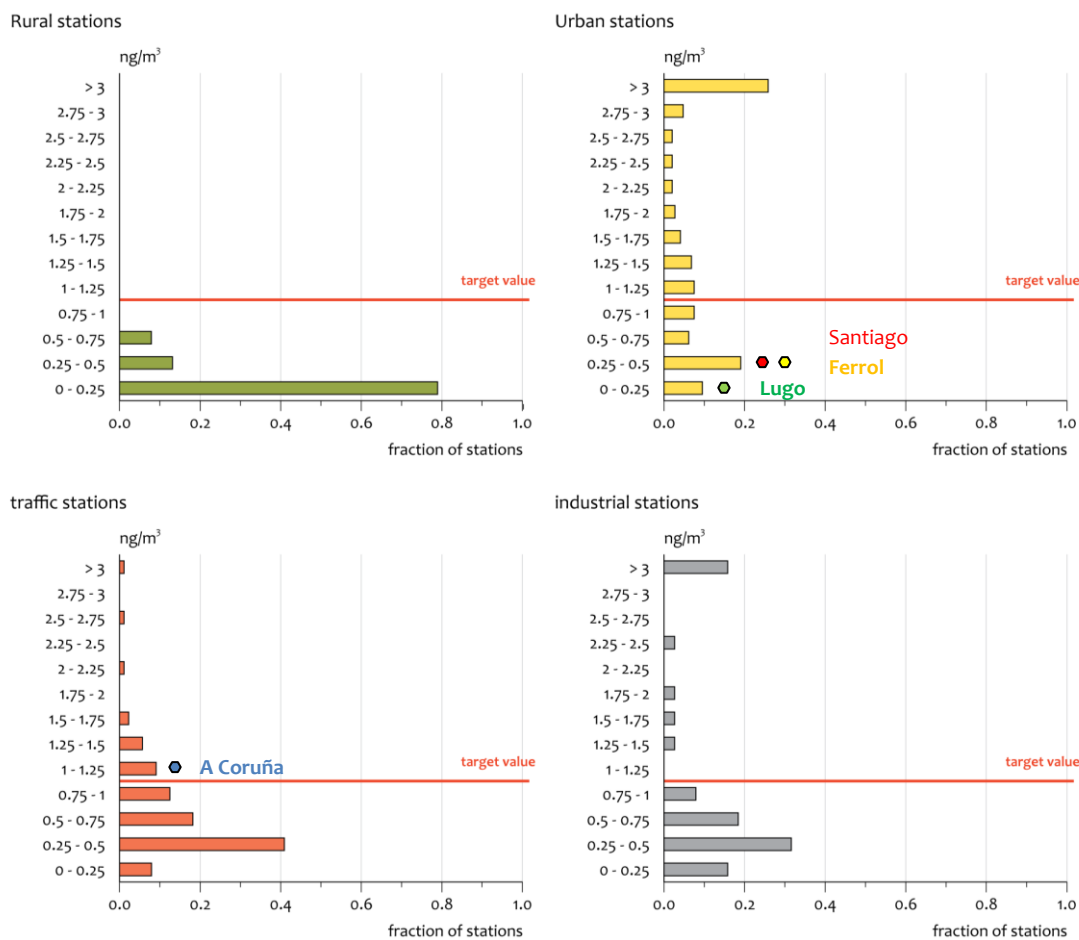 Rural stations
ng/m³
> 3
2.75 - 3
2.5 - 2.75
2.25 - 2.5
2 - 2.25
1.75 - 2
1.5 - 1.75
1.25 - 1.5
1 - 1.25
target value
0.75 - 1
0.5 - 0.75
0.25 - 0.5
0 - 0.25
0.0 0.2 0.4 0.6 0.8 1.0
fraction of stations
Urban stations
ng/m³
> 3
2.75 - 3
2.5 - 2.75
2.25 - 2.5
2 - 2.25
1.75 - 2
1.5 - 1.75
1.25 - 1.5
1 - 1.25
target value
0.75 - 1
0.5 - 0.75
Santiago
0.25 - 0.5
Ferrol
0 - 0.25
Lugo
0.0 0.2 0.4 0.6 0.8 1.0
fraction of stations
traffic stations
ng/m³
> 3
2.75 - 3
2.5 - 2.75
2.25 - 2.5
2 - 2.25
1.75 - 2
1.5 - 1.75
1.25 - 1.5
1 - 1.25
A Coruña
target value
0.75 - 1
0.5 - 0.75
0.25 - 0.5
0 - 0.25
0.0 0.2 0.4 0.6 0.8 1.0
fraction of stations
industrial stations
ng/m³
> 3
2.75 - 3
2.5 - 2.75
2.25 - 2.5
2 - 2.25
1.75 - 2
1.5 - 1.75
1.25 - 1.5
1 - 1.25
target value
0.75 - 1
0.5 - 0.75
0.25 - 0.5
0 - 0.25
0.0 0.2 0.4 0.6 0.8 1.0
fraction of stations